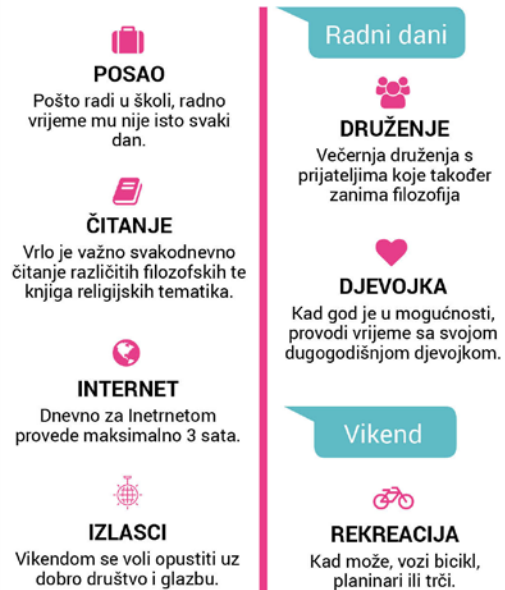 POSAO
Pošto radi u školi, radno
vrijeme mu nije isto svaki
dan.
ČITANJE
Vrlo je važno svakodnevno
čitanje različitih filozofskih te
knjiga religijskih tematika.
INTERNET
Dnevno za Inetrnetom
provede maksimalno 3 sata.
IZLASCI
Vikendom se voli opustiti uz
dobro društvo i glazbu.
Radni dani
DRUŽENJE
Večernja druženja s
prijateljima koje također
zanima filozofija
DJEVOJKA
Kad god je u mogućnosti,
provodi vrijeme sa svojom
dugogodišnjom djevojkom.
Vikend
REKREACIJA
Kad može, vozi bicikl,
planinari ili trči.